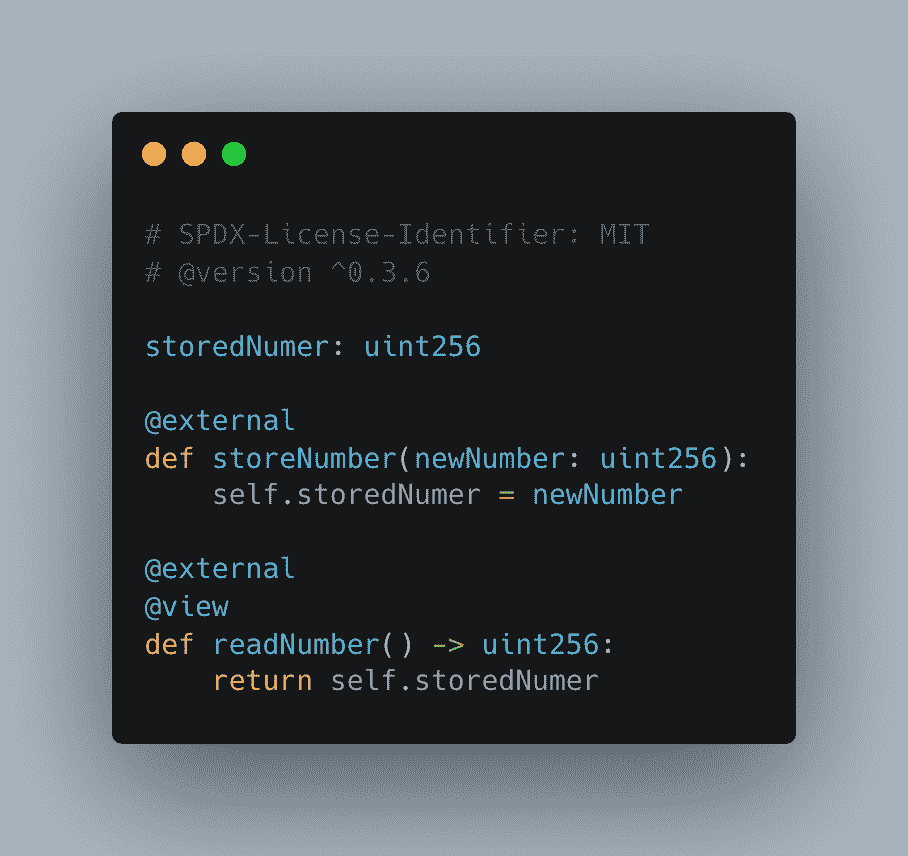 # SPDX-License-Identifier: MIT
# @version ^0.3.6
storedNumer: uint256
@external
def storeNumber(newNumber: uint256):
    self.storedNumer = newNumber
@external
@view
def readNumber() -> uint256:
    return self.storedNumer